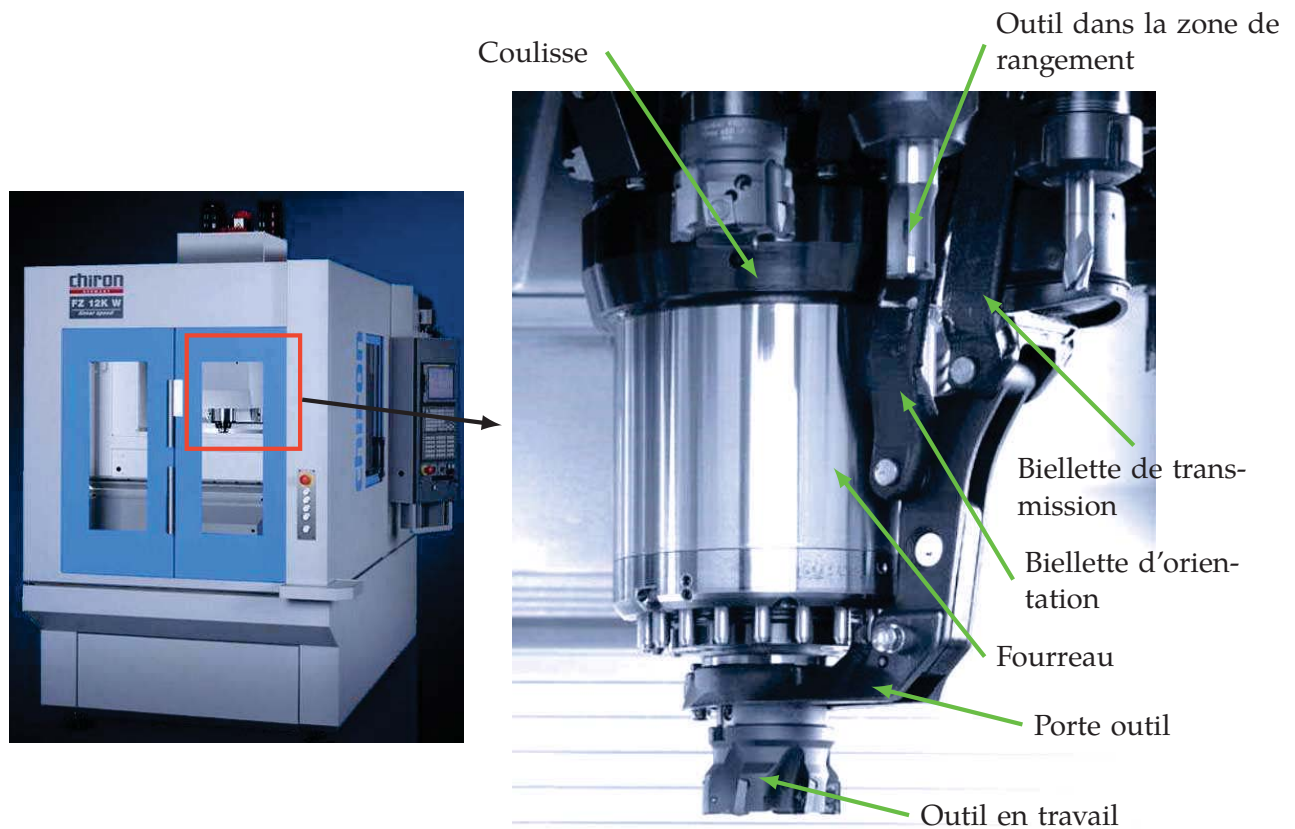 Coulisse
Outil dans la zone de
rangement
chiron
FZ 12K W
Biellette de trans-
mission
Biellette d'orien-
tation
Fourreau
Porte outil
Outil en travail